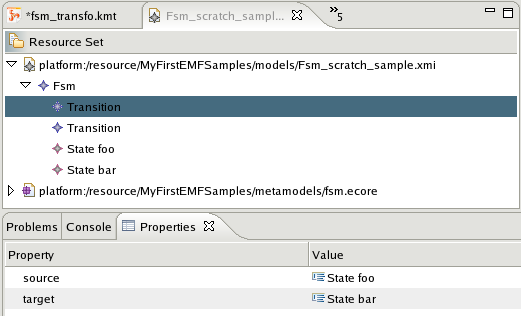 *fsm_transfo.kmt
Fsm_scratch_sampl...
»5
Resource Set
platform:/resource/MyFirstEMFSamples/models/Fsm_scratch_sample.xmi
Fsm
Transition
Transition
State foo
State bar
platform:/resource/MyFirstEMFSamples/metamodels/fsm.ecore
Problems Console Properties
Property Value
source State foo
target State bar